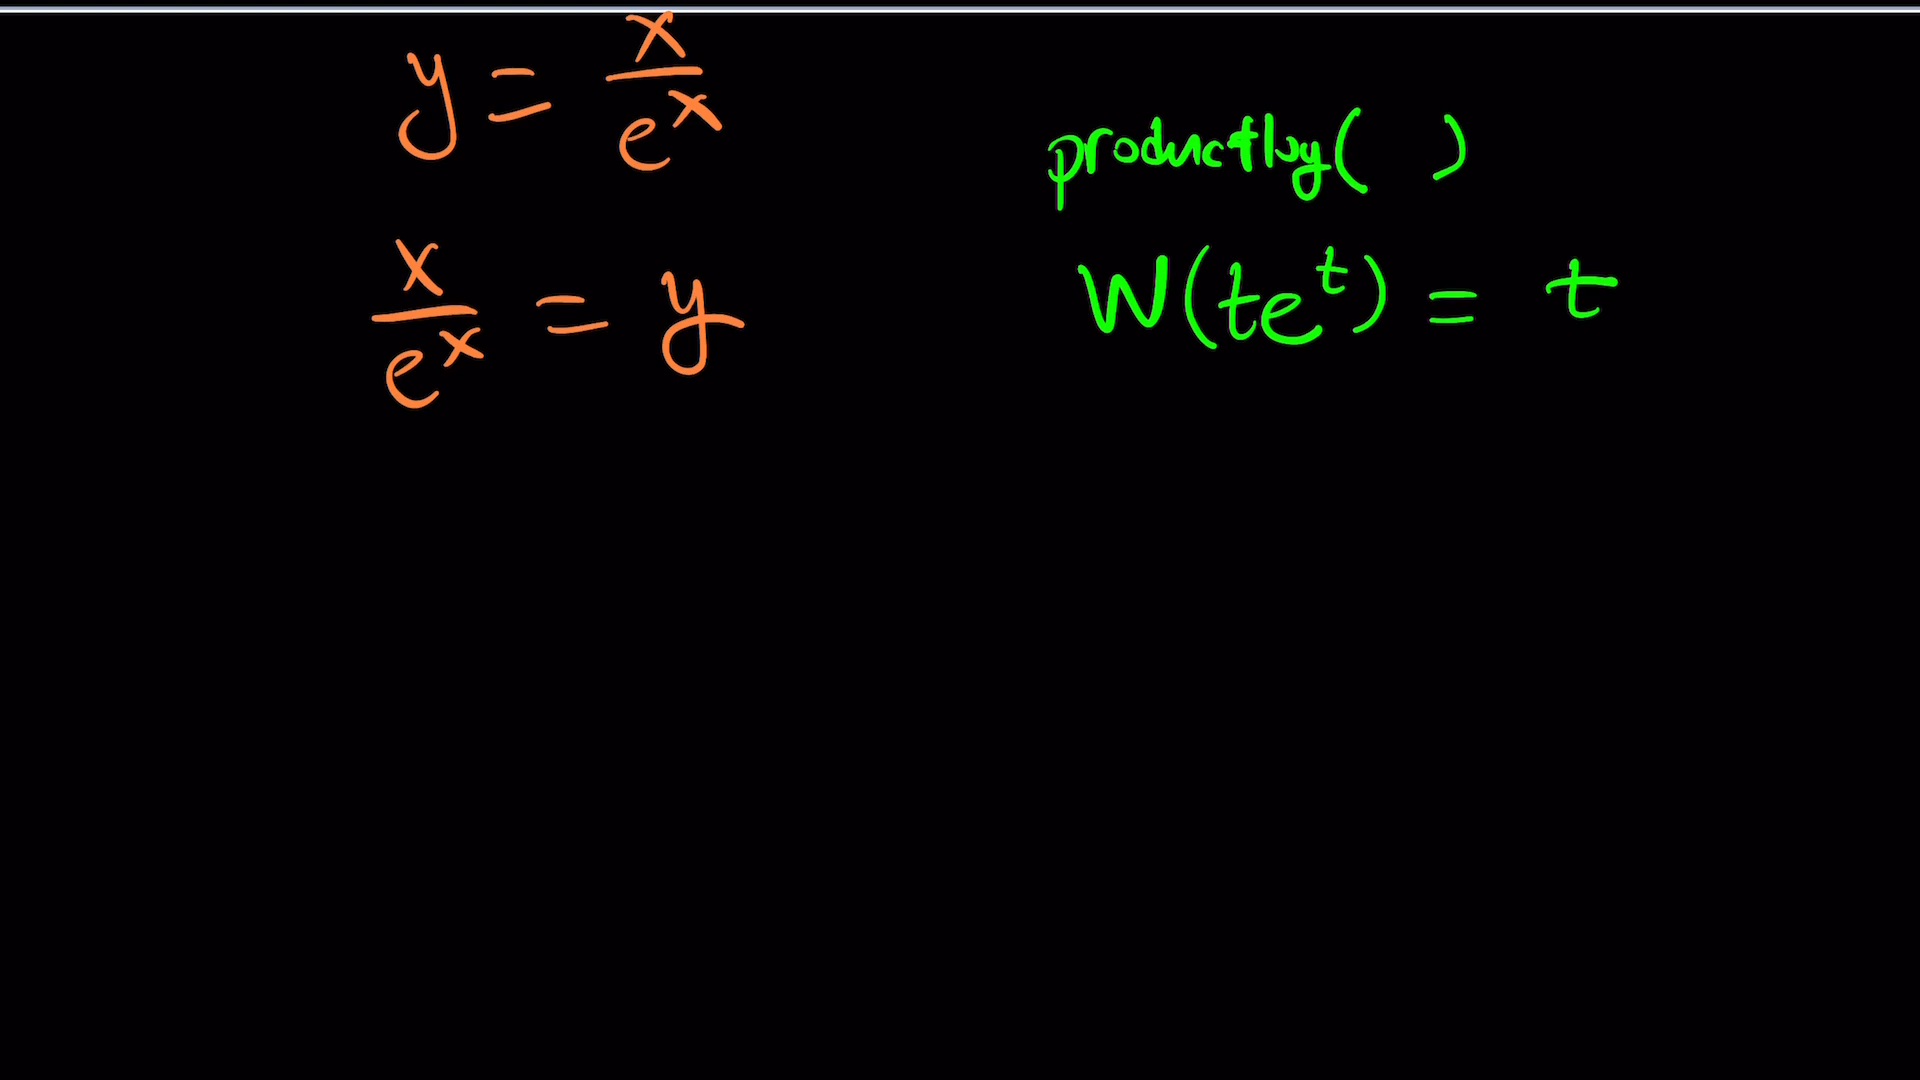 y = x/e^x
productlog( )
x/e^x = y
W(te^t) = t